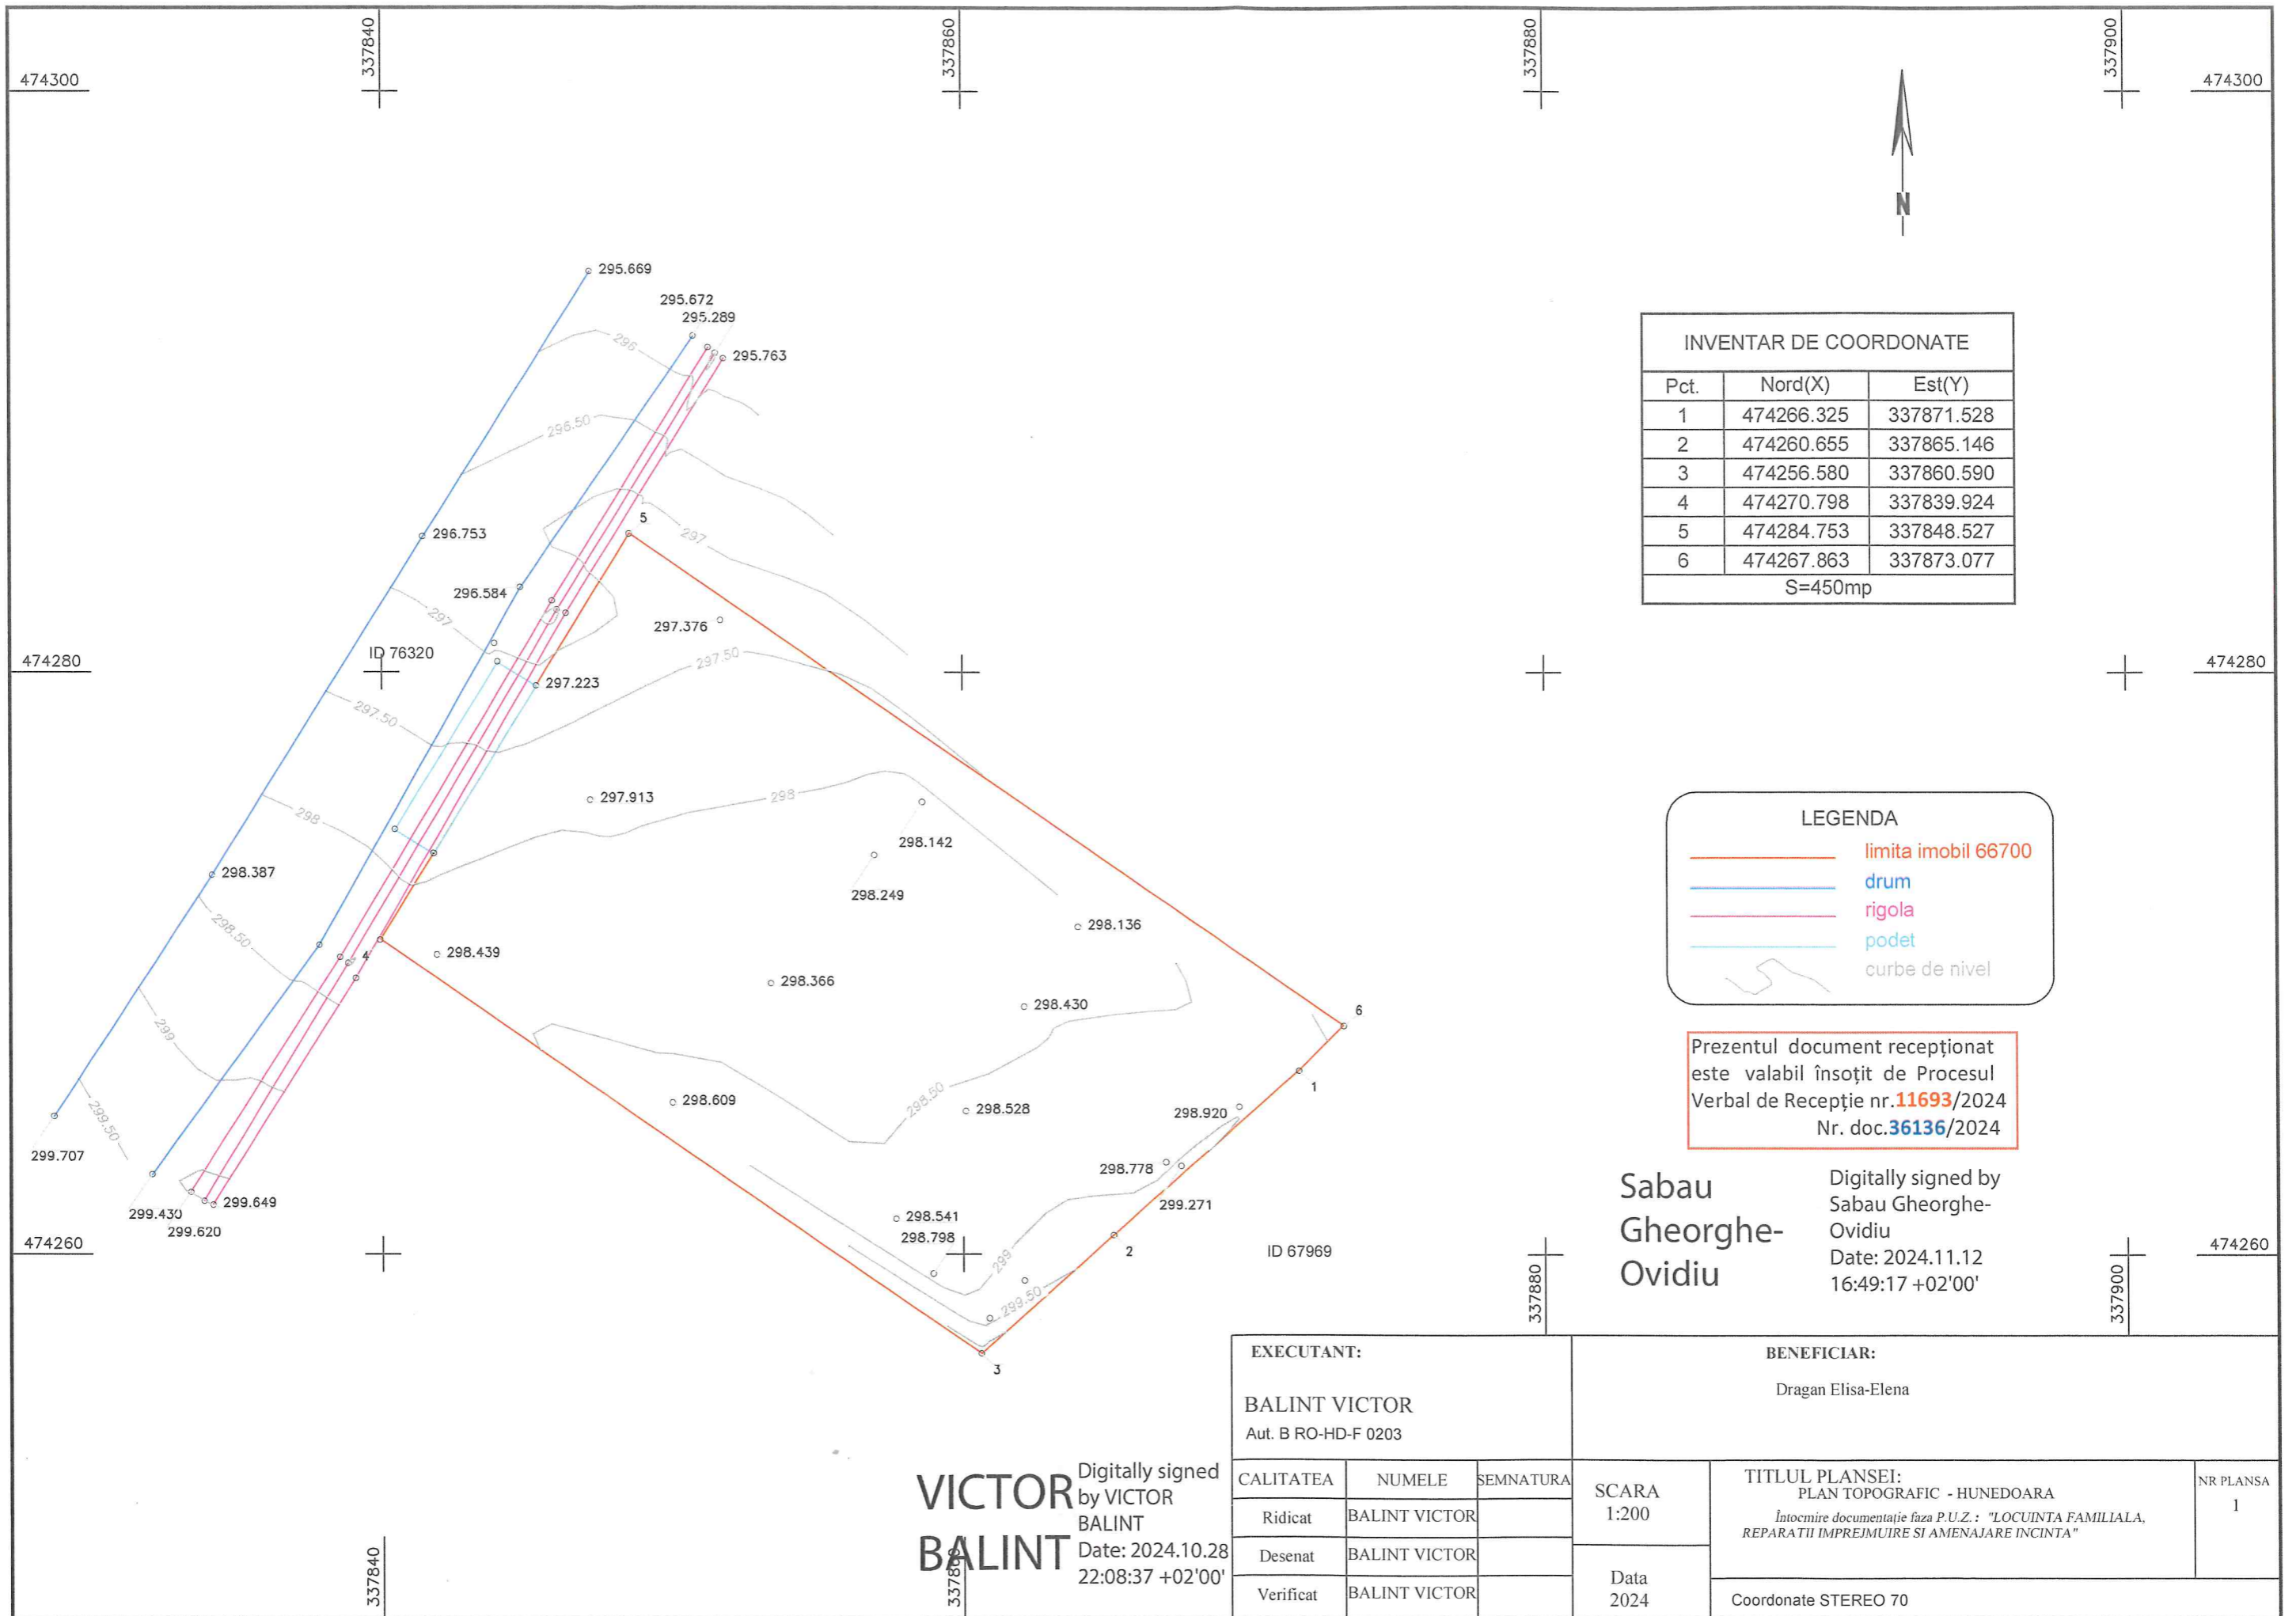 337840
337860
337880
337900
474300
474300
N
295.669
295.672
295.289
295.763
296
296.50
INVENTAR DE COORDONATE
Pct. Nord(X) Est(Y)
1 474266.325 337871.528
2 474260.655 337865.146
3 474256.580 337860.590
4 474270.798 337839.924
5 474284.753 337848.527
6 474267.863 337873.077
S=450mp
5
296.753
297
296.584
297
297.376
ID 76320
474280
474280
297.50
297.223
297.50
297.913
298
298
298.142
298.387
298.249
298.50
298.136
4
298.439
298.366
298.430
6
299
1
298.609
298.50
298.528
298.920
299.50
299.707
298.778
299.271
299.430
299.649
299.620
298.541
298.798
299
2
ID 67969
474260
474260
299.50
3
LEGENDA
limita imobil 66700
drum
rigola
podet
curbe de nivel
Prezentul document recepționat
este valabil însoțit de Procesul
Verbal de Recepție nr.11693/2024
Nr. doc.36136/2024
Sabau
Gheorghe-
Ovidiu
Digitally signed by
Sabau Gheorghe-
Ovidiu
Date: 2024.11.12
16:49:17 +02'00'
337880
337900
EXECUTANT:
BALINT VICTOR
Aut. B RO-HD-F 0203
BENEFICIAR:
Dragan Elisa-Elena
VICTOR
BALINT
Digitally signed
by VICTOR
BALINT
Date: 2024.10.28
22:08:37 +02'00'
337840
337860
CALITATEA NUMELE SEMNATURA
Ridicat BALINT VICTOR
Desenat BALINT VICTOR
Verificat BALINT VICTOR
SCARA
1:200
Data
2024
TITLUL PLANSEI:
PLAN TOPOGRAFIC - HUNEDOARA
Întocmire documentație faza P.U.Z. : "LOCUINTA FAMILIALA,
REPARATII IMPREJMUIRE SI AMENAJARE INCINTA"
NR PLANSA
1
Coordonate STEREO 70